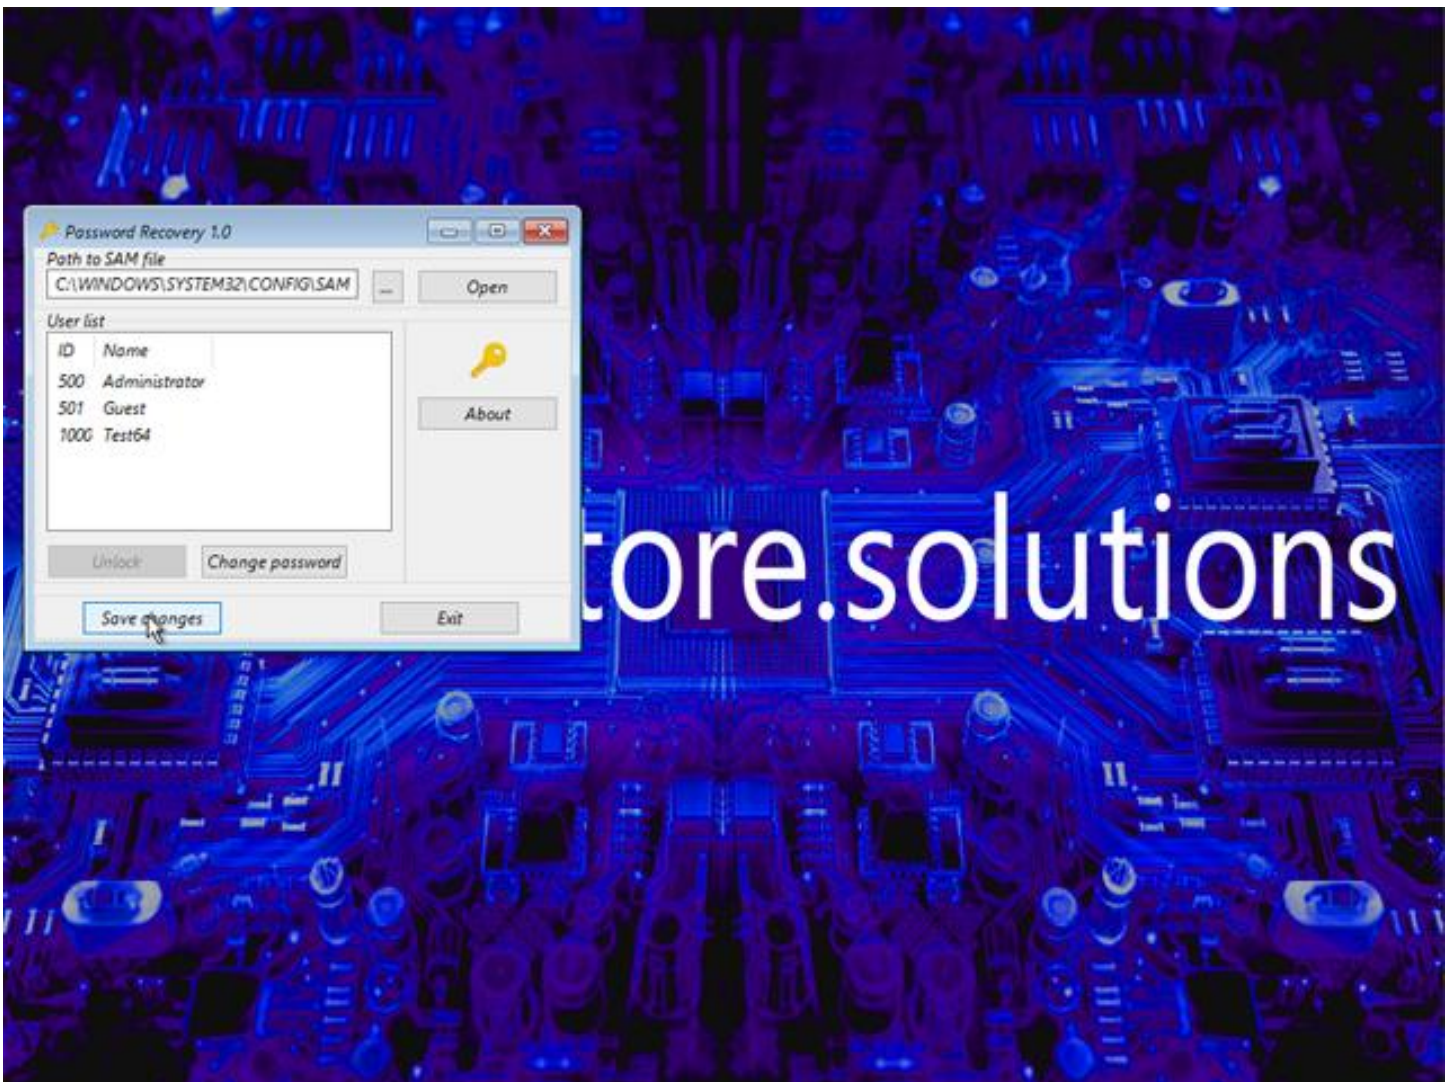 Password Recovery 1.0
Path to SAM file
C:\WINDOWS\SYSTEM32\CONFIG\SAM
...
Open
User list
ID Name
500 Administrator
501 Guest
1000 Test64
About
Unlock
Change password
Save changes
Exit
tore.solutions